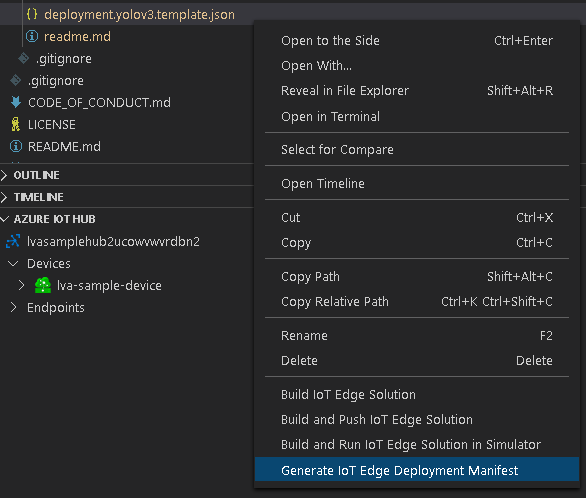 {} deployment.yolov3.template.json
readme.md
.gitignore
.gitignore
CODE_OF_CONDUCT.md
LICENSE
README.md
OUTLINE
TIMELINE
AZURE IOT HUB
lvasamplehub2ucowvwvrdbn2
Devices
lva-sample-device
Endpoints
Open to the Side Ctrl+Enter
Open With...
Reveal in File Explorer Shift+Alt+R
Open in Terminal
Select for Compare
Open Timeline
Cut Ctrl+X
Copy Ctrl+C
Copy Path Shift+Alt+C
Copy Relative Path Ctrl+K Ctrl+Shift+C
Rename F2
Delete Delete
Build IoT Edge Solution
Build and Push IoT Edge Solution
Build and Run IoT Edge Solution in Simulator
Generate IoT Edge Deployment Manifest